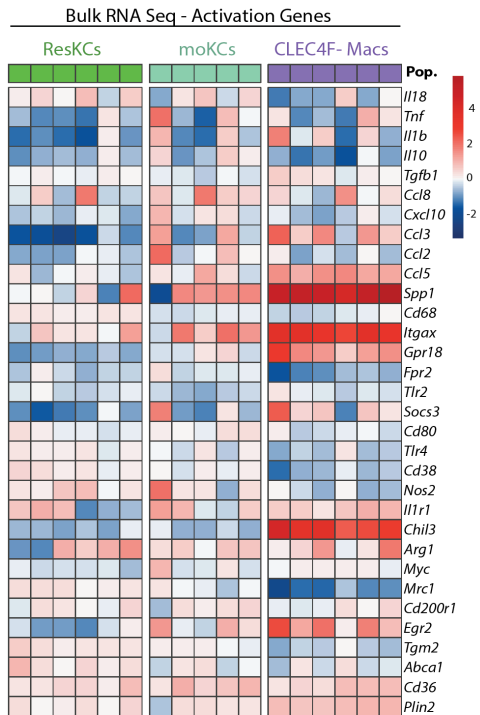 Bulk RNA Seq - Activation Genes
ResKCs moKCs CLEC4F- Macs
Pop.
Il18
Tnf
Il1b
Il10
Tgfb1
Ccl8
Cxcl10
Ccl3
Ccl2
Ccl5
Spp1
Cd68
Itgax
Gpr18
Fpr2
Tlr2
Socs3
Cd80
Tlr4
Cd38
Nos2
Il1r1
Chil3
Arg1
Myc
Mrc1
Cd200r1
Egr2
Tgm2
Abca1
Cd36
Plin2
4
2
0
-2